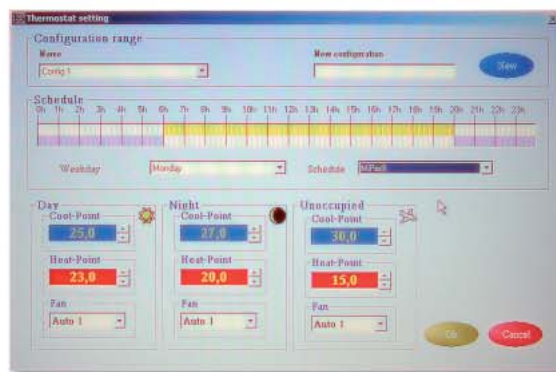 Thermostat setting
Configuration range
Name
New configuration
Config 1
New
Schedule
0h 1h 2h 3h 4h 5h 6h 7h 8h 9h 10h 11h 12h 13h 14h 15h 16h 17h 18h 19h 20h 21h 22h 23h
Weekday
Monday
Schedule
Day
Night
Unoccupied
Cool-Point
Cool-Point
Cool-Point
25,0
27,0
30,0
Heat-Point
Heat-Point
Heat-Point
23,0
20,0
15,0
Fan
Fan
Fan
Auto 1
Auto 1
Auto 1
Ok
Cancel